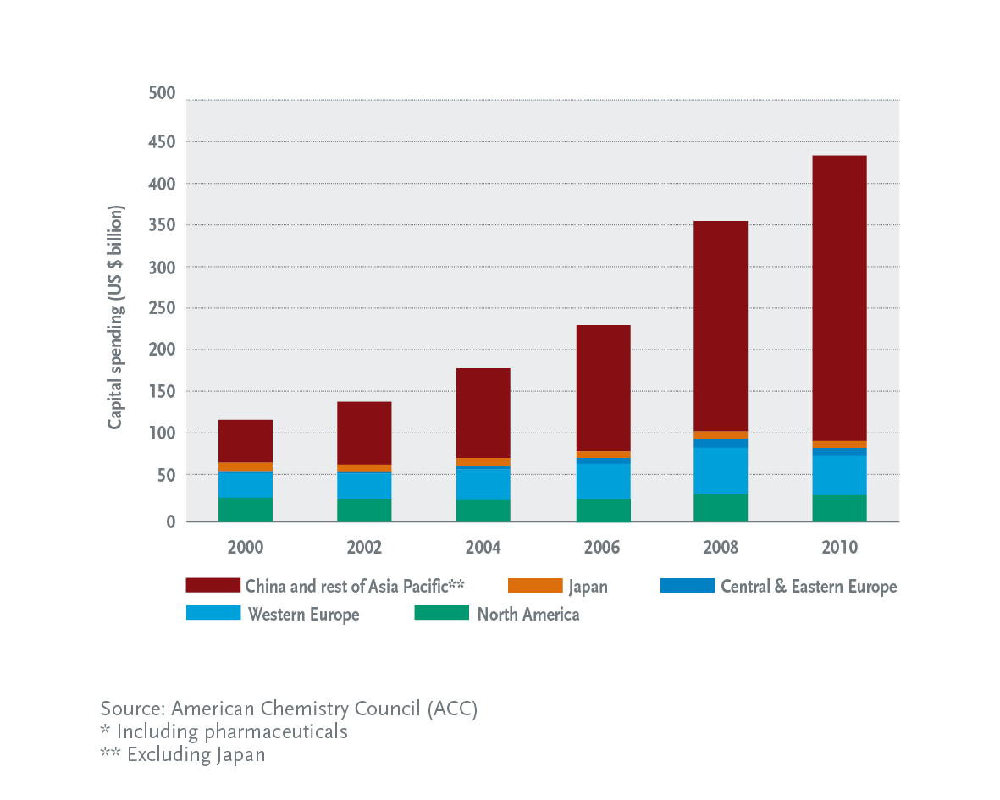 500
450
400
350
300
250
200
150
100
50
0
Capital spending (US $ billion)
2000 2002 2004 2006 2008 2010
China and rest of Asia Pacific** Japan Central & Eastern Europe
Western Europe North America
Source: American Chemistry Council (ACC)
* Including pharmaceuticals
** Excluding Japan